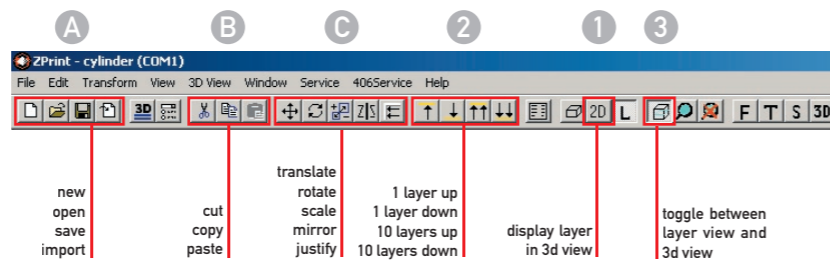 A B C 2 1 3
ZPrint - cylinder (COM1)
File Edit Transform View 3D View Window Service 406Service Help
3D Z|S 2D L F T S 3D
new
open
save
import
cut
copy
paste
translate
rotate
scale
mirror
justify
1 layer up
1 layer down
10 layers up
10 layers down
display layer
in 3d view
toggle between
layer view and
3d view